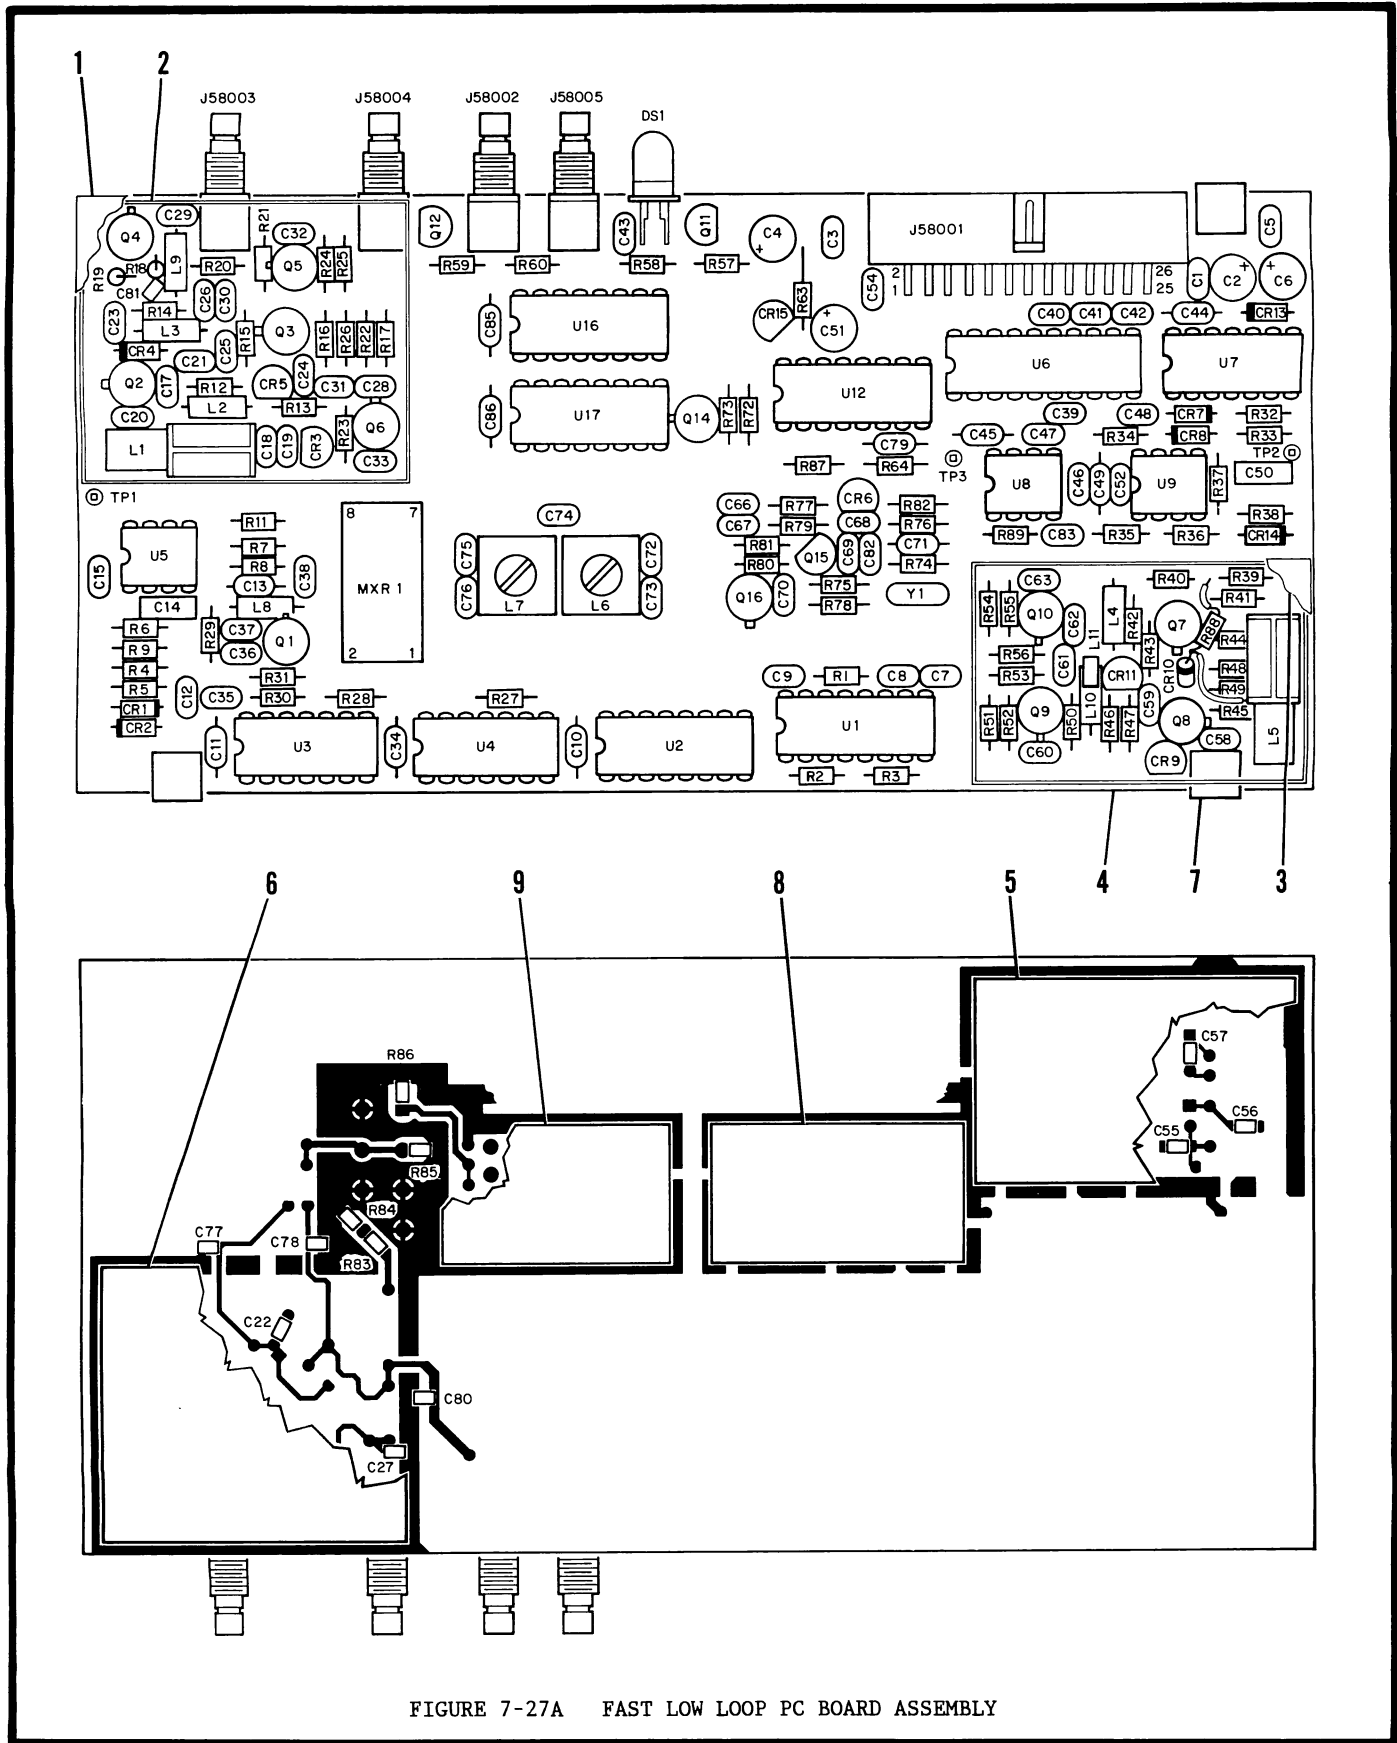 1 2
J58003 J58004 J58002 J58005 DS1
C29 R21 C32 Q12 C43 Q11 C4 + C3 J58001 C5
Q4 L9 R20 Q5 R24 R25 R59 R60 R58 R57 C54 2 1 26 25 C1 C2 + C6 +
R19 R18 C81 C26 C30 R63
C23 R14 L3 R15 Q3 R16 R26 R22 R17 C85 U16 CR15 + C51 C40 C41 C42 C44 CR13
CR4 C21 C25 U6 U7
Q2 C17 R12 CR5 C24 C31 C28 U12
C20 L2 R13 C86 U17 Q14 R73 R72 C39 C48 CR7 R32
L1 C18 C19 CR3 R23 Q6 C33 C79 C45 C47 R34 CR8 R33
R87 R64 TP3 TP2
TP1 U8 C46 C49 C52 U9 R37 C50
8 7 C74 C66 R77 CR6 R82
R11 C67 R79 C68 R76 R38
U5 R7 C75 C72 R81 Q15 C69 C82 C71 R89 C83 R35 R36 CR14
C15 R8 C38 MXR 1 R80 R74
C13 C76 L7 L6 C73 Q16 C70 R75 Y1 C63 R40 R39
C14 L8 R78 R54 R55 Q10 L4 R41
R6 R29 C37 Q1 C62 L11 R42 Q7 R88 R44
R9 C36 2 1 R56 C61 R43
R4 R31 C9 R1 C8 C7 R53 CR11 CR10 R48
R5 C12 C35 R30 R28 R27 L10 C59 R49
CR1 R51 R52 Q9 R50 R46 R47 Q8 R45
CR2 C11 U3 C34 U4 C10 U2 U1 C60 CR9 C58 L5
R2 R3
6 9 8 5 4 7 3
R86
C57
C56
C55
R85
R84
C77 C78
R83
C22
C80
C27
FIGURE 7-27A FAST LOW LOOP PC BOARD ASSEMBLY